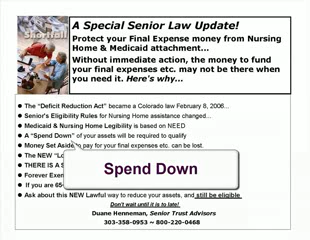 Shortfall
A Special Senior Law Update!
Protect your Final Expense money from Nursing
Home & Medicaid attachment...
Without immediate action, the money to fund
your final expenses etc. may not be there when
you need it. Here's why...
● The "Deficit Reduction Act" became a Colorado law February 8, 2006...
● Senior's Eligibility Rules for Nursing Home assistance changed...
● Medicaid & Nursing Home Legibility is based on NEED
● A "Spend Down" of your assets will be required to qualify
● Money Set Aside to pay for your final expenses etc. can be lost.
● The NEW "Lo
● THERE IS A S
● Forever Exem
● If you are 65
Spend Down
● Ask about this NEW Lawful way to reduce your assets, and still be eligible
Don't wait until it is to late!
Duane Henneman, Senior Trust Advisors
303-358-0953 ~ 800-220-0468